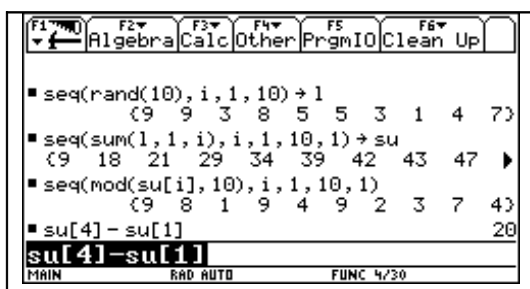 F1 F2 Algebra F3 Calc F4 Other F5 PrgmIO F6 Clean Up
▪ seq(rand(10), i, 1, 10) → l
{9 9 3 8 5 5 3 1 4 7}
▪ seq(sum(l, 1, i), i, 1, 10, 1) → su
{9 18 21 29 34 39 42 43 47 ▶
▪ seq(mod(su[i], 10), i, 1, 10, 1)
{9 8 1 9 4 9 2 3 7 4}
▪ su[4] - su[1] 20
su[4]-su[1]
MAIN RAD AUTO FUNC 4/30